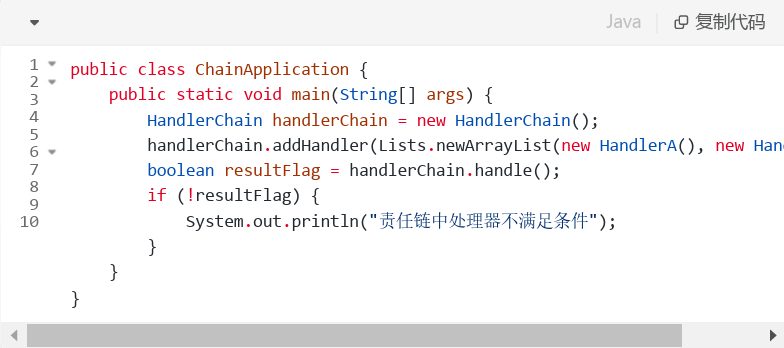 Java 复制代码
1 public class ChainApplication {
2     public static void main(String[] args) {
3         HandlerChain handlerChain = new HandlerChain();
4         handlerChain.addHandler(Lists.newArrayList(new HandlerA(), new Han
5         boolean resultFlag = handlerChain.handle();
6         if (!resultFlag) {
7             System.out.println("责任链中处理器不满足条件");
8         }
9     }
10 }